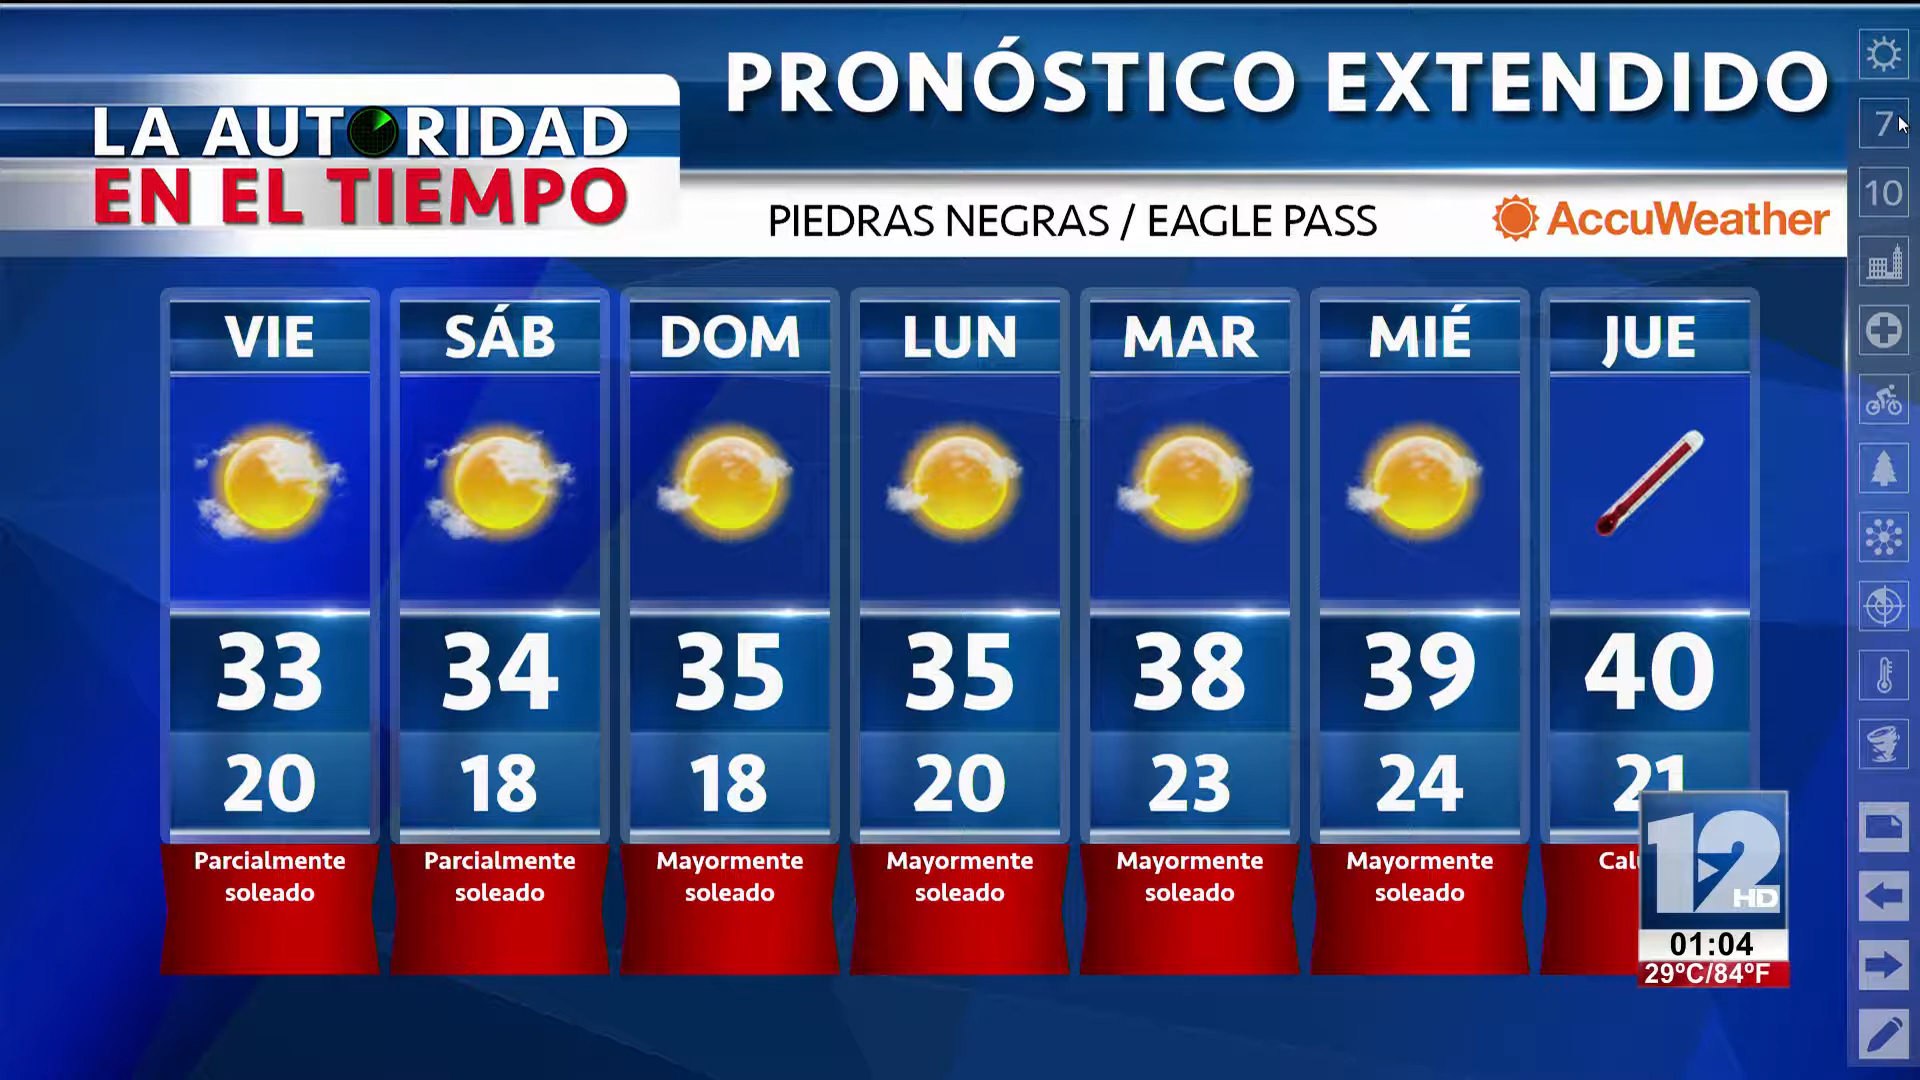 PRONÓSTICO EXTENDIDO
LA AUTORIDAD
EN EL TIEMPO
PIEDRAS NEGRAS / EAGLE PASS
AccuWeather
7
10
VIE
SÁB
DOM
LUN
MAR
MIÉ
JUE
33
34
35
35
38
39
40
20
18
18
20
23
24
21
Parcialmente
soleado
Parcialmente
soleado
Mayormente
soleado
Mayormente
soleado
Mayormente
soleado
Mayormente
soleado
12
HD
01:04
29°C/84°F